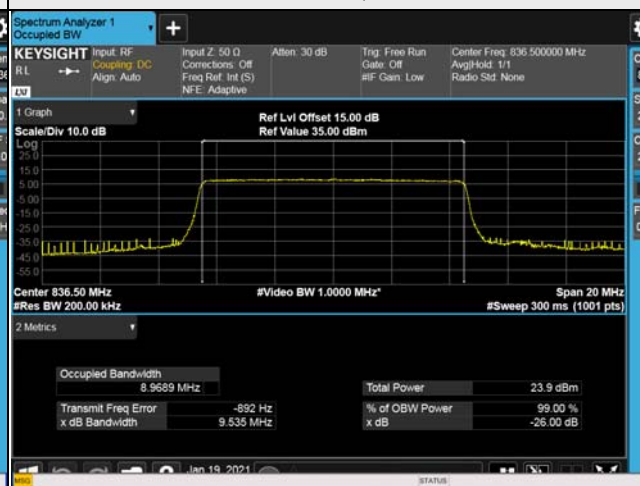 Spectrum Analyzer 1
Occupied BW
KEYSIGHT
RL
LXI
Input: RF
Coupling: DC
Align: Auto
Input Z: 50 Ω
Corrections: Off
Freq Ref: Int (S)
NFE: Adaptive
Atten: 30 dB
Trig: Free Run
Gate: Off
#IF Gain: Low
Center Freq: 836.500000 MHz
Avg|Hold: 1/1
Radio Std: None
1 Graph
Scale/Div 10.0 dB
Ref Lvl Offset 15.00 dB
Ref Value 35.00 dBm
Log
25.0
15.0
5.00
-5.00
-15.0
-25.0
-35.0
-45.0
-55.0
Center 836.50 MHz
#Video BW 1.0000 MHz*
Span 20 MHz
#Res BW 200.00 kHz
#Sweep 300 ms (1001 pts)
2 Metrics
Occupied Bandwidth
8.9689 MHz
Total Power 23.9 dBm
Transmit Freq Error -892 Hz
% of OBW Power 99.00 %
x dB Bandwidth 9.535 MHz
x dB -26.00 dB
Jan 19, 2021
MSG
STATUS